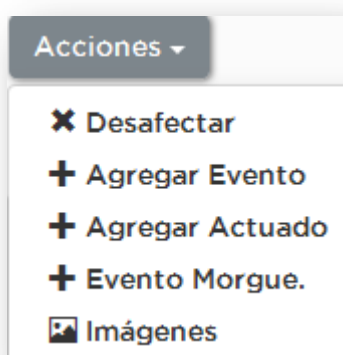 Acciones
Desafectar
Agregar Evento
Agregar Actuado
Evento Morgue.
Imágenes